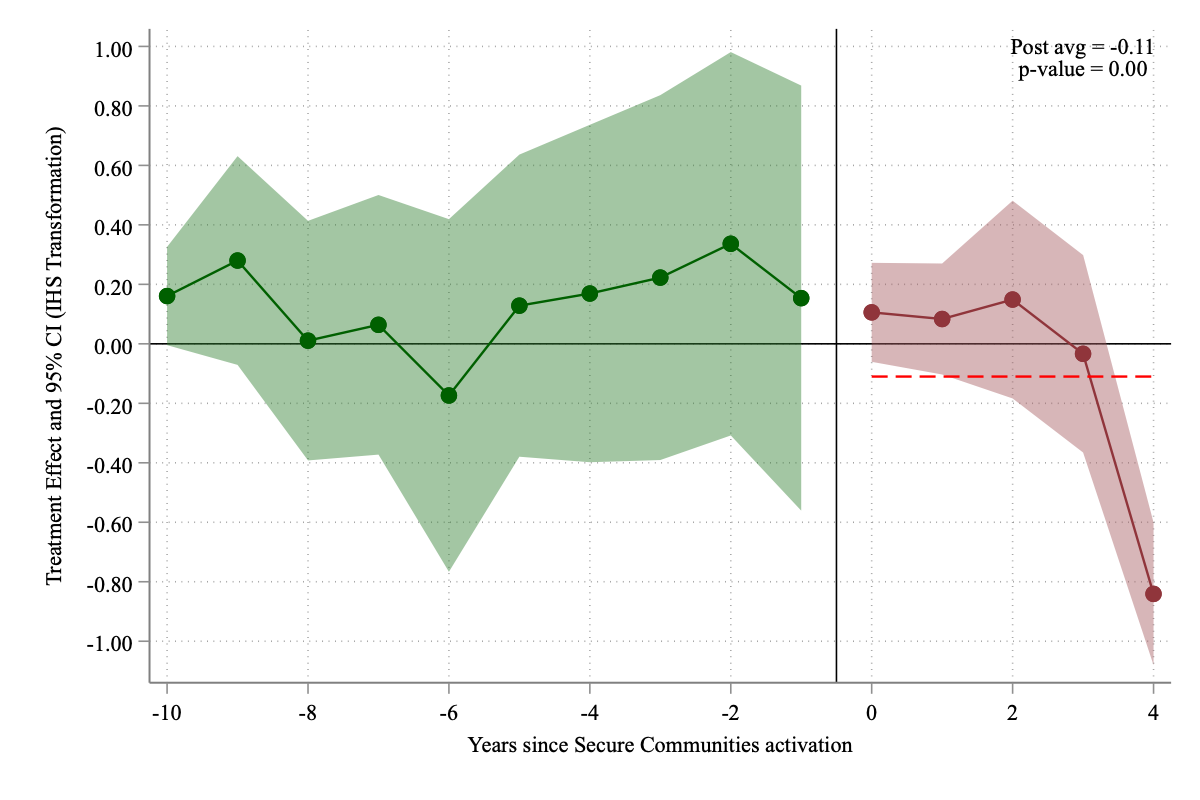 Post avg = -0.11
p-value = 0.00
Treatment Effect and 95% CI (IHS Transformation)
1.00
0.80
0.60
0.40
0.20
0.00
-0.20
-0.40
-0.60
-0.80
-1.00
-10 -8 -6 -4 -2 0 2 4
Years since Secure Communities activation